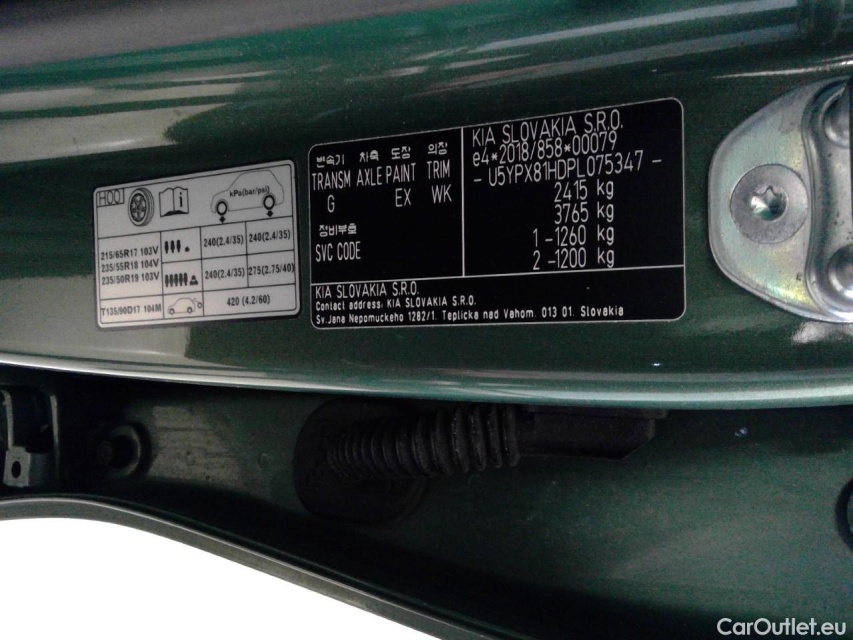 H001
kPa(bar/psi)
215/65R17 103V
235/55R18 104V
235/50R19 103V
240(2.4/35) 240(2.4/35)
240(2.4/35) 275(2.75/40)
T135/90D17 104M 420 (4.2/60)
변속기 차축 도장 의장
TRANSM AXLE PAINT TRIM
G EX WK
장비부호
SVC CODE
KIA SLOVAKIA S.R.O.
e4*2018/858*00079
- U5YPX81HDPL075347 -
2415 kg
3765 kg
1 -1260 kg
2 -1200 kg
KIA SLOVAKIA S.R.O.
Contact address: KIA SLOVAKIA S.R.O.
Sv.Jana Nepomuckeho 1282/1. Teplicka nad Vahom. 013 01. Slovakia
CarOutlet.eu